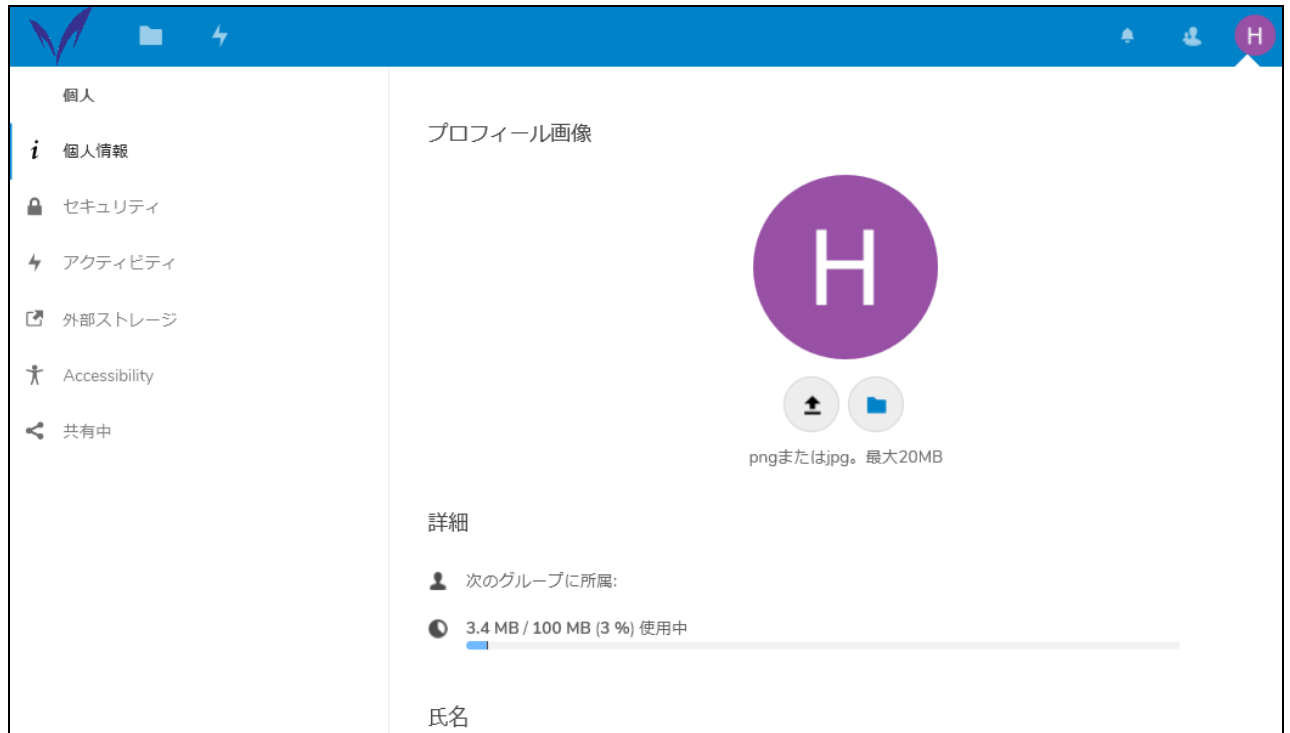 H
個人
個人情報
セキュリティ
アクティビティ
外部ストレージ
Accessibility
共有中
プロフィール画像
H
pngまたはjpg。最大20MB
詳細
次のグループに所属:
3.4 MB / 100 MB (3 %) 使用中
氏名